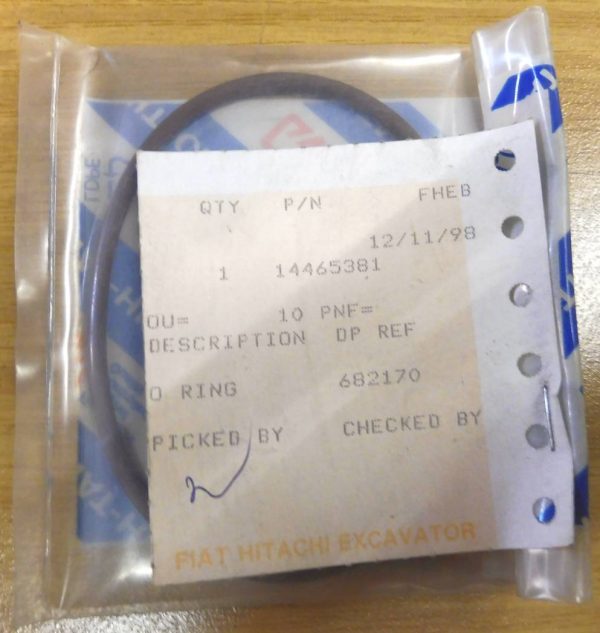 QTY P/N FHEB
12/11/98
1 14465381
OU= 10 PNF=
DESCRIPTION DP REF
O RING 682170
PICKED BY CHECKED BY
FIAT HITACHI EXCAVATOR